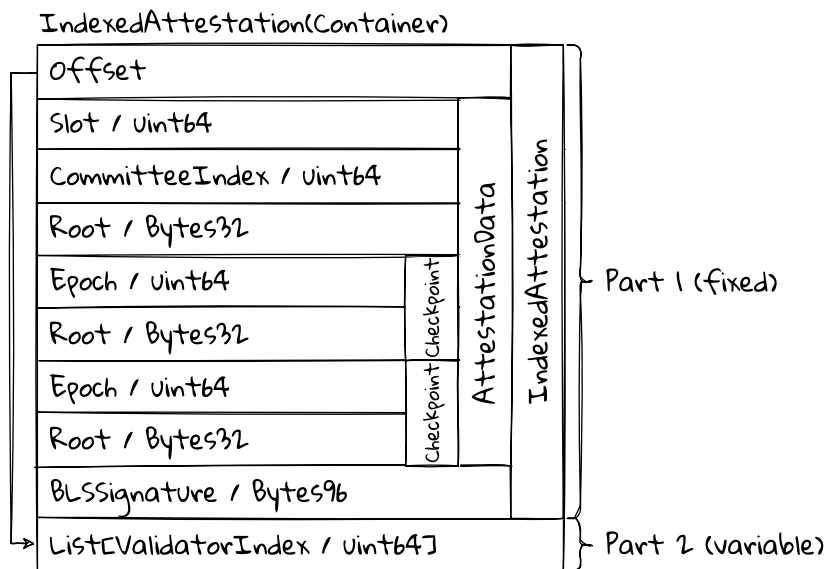 IndexedAttestation(Container)
Offset
Slot / uint64
CommitteeIndex / uint64
Root / Bytes32
Epoch / uint64
Root / Bytes32
Epoch / uint64
Root / Bytes32
BLSSignature / Bytes96
List[ValidatorIndex / uint64]
Checkpoint
Checkpoint
AttestationData
IndexedAttestation
Part 1 (fixed)
Part 2 (variable)